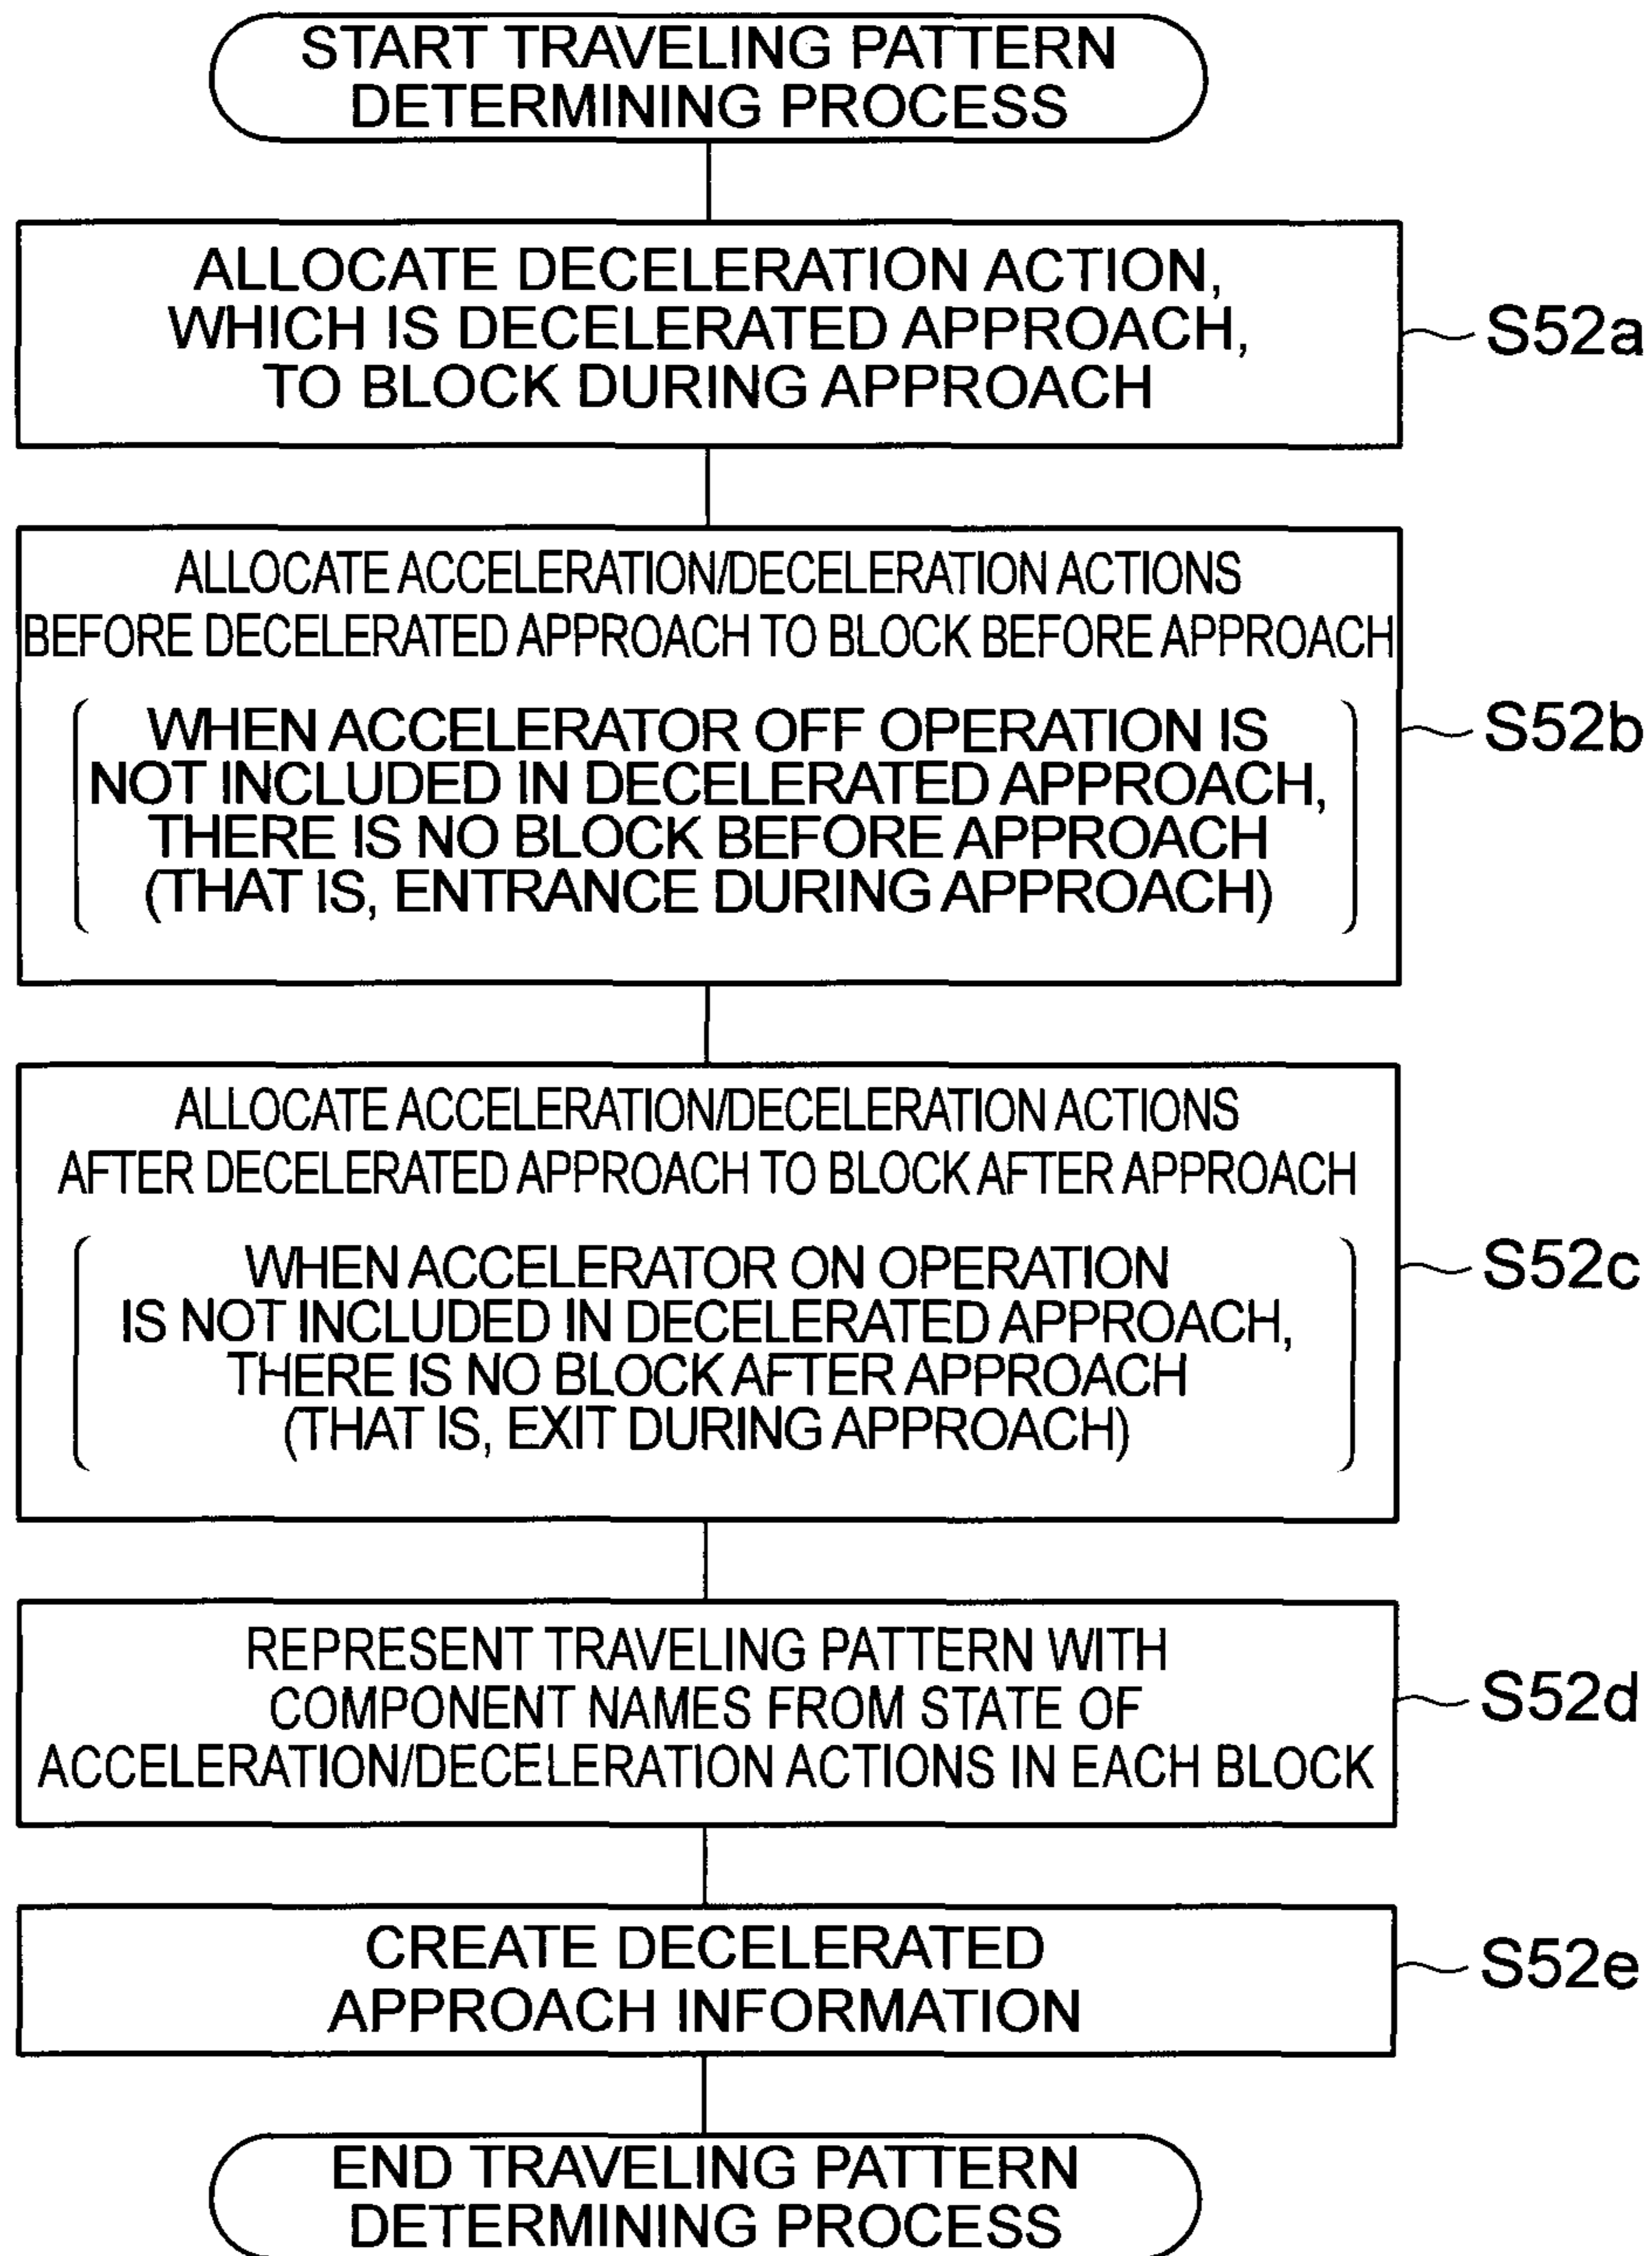 START TRAVELING PATTERN
DETERMINING PROCESS
ALLOCATE DECELERATION ACTION,
WHICH IS DECELERATED APPROACH,
TO BLOCK DURING APPROACH
S52a
ALLOCATE ACCELERATION/DECELERATION ACTIONS
BEFORE DECELERATED APPROACH TO BLOCK BEFORE APPROACH
WHEN ACCELERATOR OFF OPERATION IS
NOT INCLUDED IN DECELERATED APPROACH,
THERE IS NO BLOCK BEFORE APPROACH
(THAT IS, ENTRANCE DURING APPROACH)
S52b
ALLOCATE ACCELERATION/DECELERATION ACTIONS
AFTER DECELERATED APPROACH TO BLOCK AFTER APPROACH
WHEN ACCELERATOR ON OPERATION
IS NOT INCLUDED IN DECELERATED APPROACH,
THERE IS NO BLOCK AFTER APPROACH
(THAT IS, EXIT DURING APPROACH)
S52c
REPRESENT TRAVELING PATTERN WITH
COMPONENT NAMES FROM STATE OF
ACCELERATION/DECELERATION ACTIONS IN EACH BLOCK
S52d
CREATE DECELERATED
APPROACH INFORMATION
S52e
END TRAVELING PATTERN
DETERMINING PROCESS